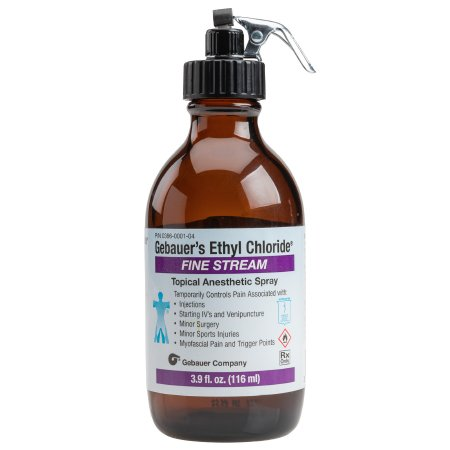 P/N 0386-0001-04
Gebauer's Ethyl Chloride®
FINE STREAM
Topical Anesthetic Spray
Temporarily Controls Pain Associated with:
• Injections
• Starting IV's and Venipuncture
• Minor Surgery
• Minor Sports Injuries
• Myofascial Pain and Trigger Points
Rx
Only
G Gebauer Company
3.9 fl. oz. (116 ml)